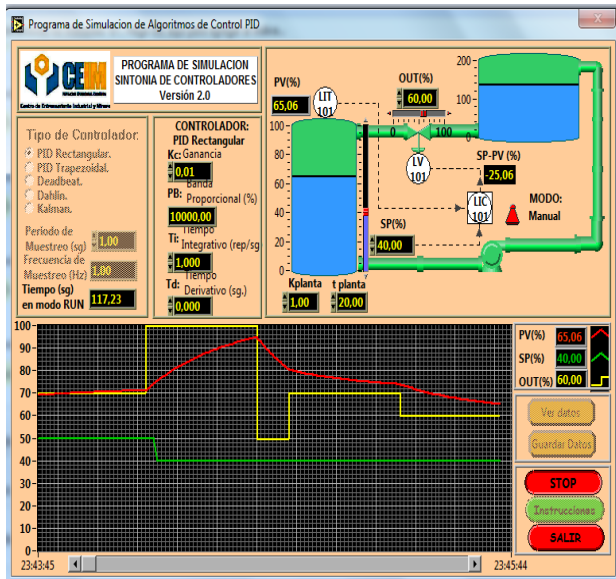 Programa de Simulacion de Algoritmos de Control PID
x
CEIM
Centro de Entrenamiento Industrial y Minero
PROGRAMA DE SIMULACION
SINTONIA DE CONTROLADORES
Versión 2.0
Tipo de Controlador:
PID Rectangular.
PID Trapezoidal.
Deadbeat.
Dahlin.
Kalman.
Período de
Muestreo (sg) 1,00
Frecuencia de
Muestreo (Hz) 1,00
Tiempo (sg)
en modo RUN 117,23
CONTROLADOR:
PID Rectangular
Kc: Ganancia
0,01
Banda
PB: Proporcional (%)
10000,00
Tiempo
Ti: Integrativo (rep/sg
1,000
Tiempo
Td: Derivativo (sg.)
0,000
PV(%)
65,06
LIT
101
OUT(%)
60,00
0 100
200
100
0
LV
101
SP-PV (%)
-25,06
LIC
101
MODO:
Manual
SP(%)
40,00
100
80
60
40
20
0
Kplanta
1,00
t planta
20,00
100
90
80
70
60
50
40
30
20
10
0
23:43:45
23:45:44
PV(%) 65,06
SP(%) 40,00
OUT(%) 60,00
Ver datos
Guardar Datos
STOP
Instrucciones
SALIR